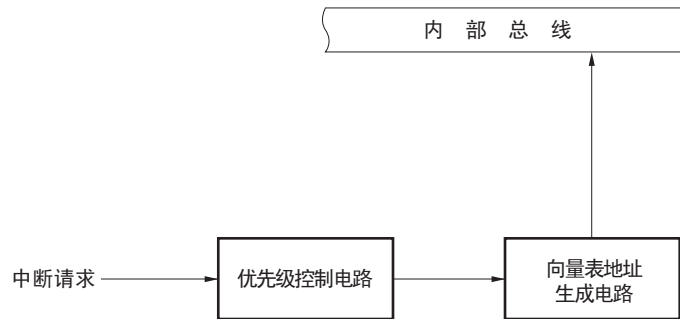 内部总线
中断请求
优先级控制电路
向量表地址
生成电路